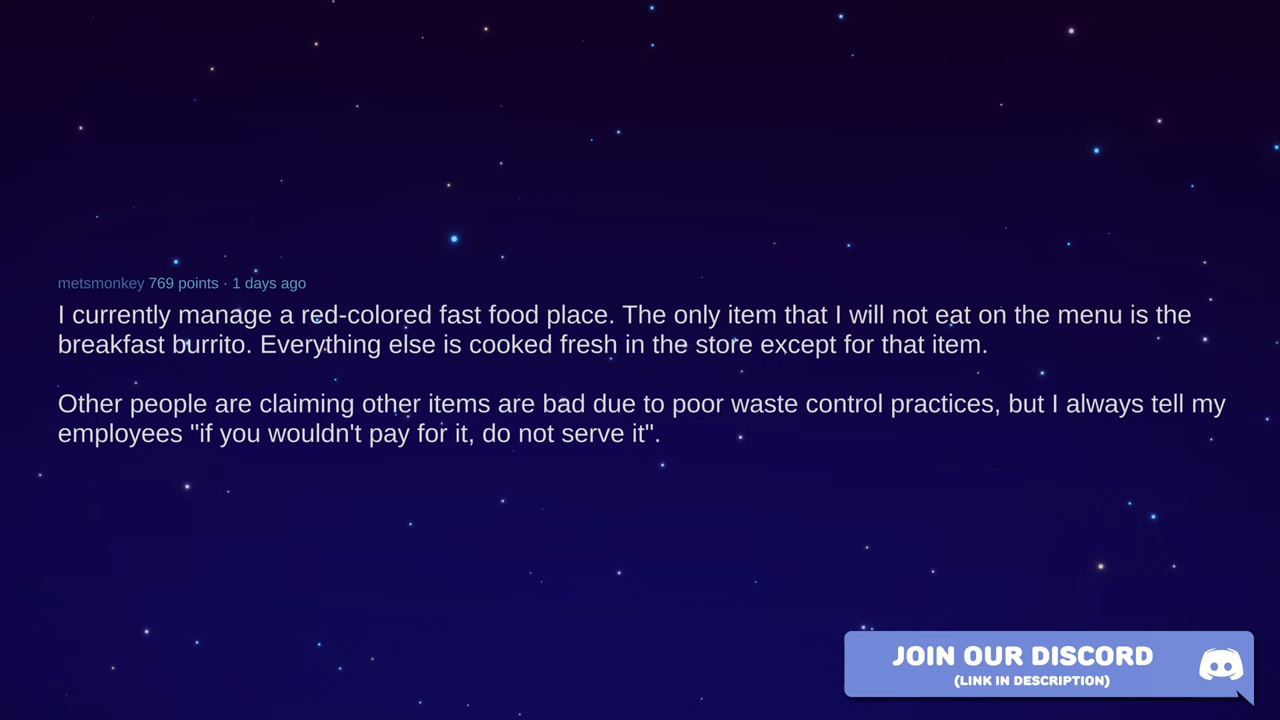 metsmonkey 769 points · 1 days ago
I currently manage a red-colored fast food place. The only item that I will not eat on the menu is the
breakfast burrito. Everything else is cooked fresh in the store except for that item.
Other people are claiming other items are bad due to poor waste control practices, but I always tell my
employees "if you wouldn't pay for it, do not serve it".
JOIN OUR DISCORD
(LINK IN DESCRIPTION)